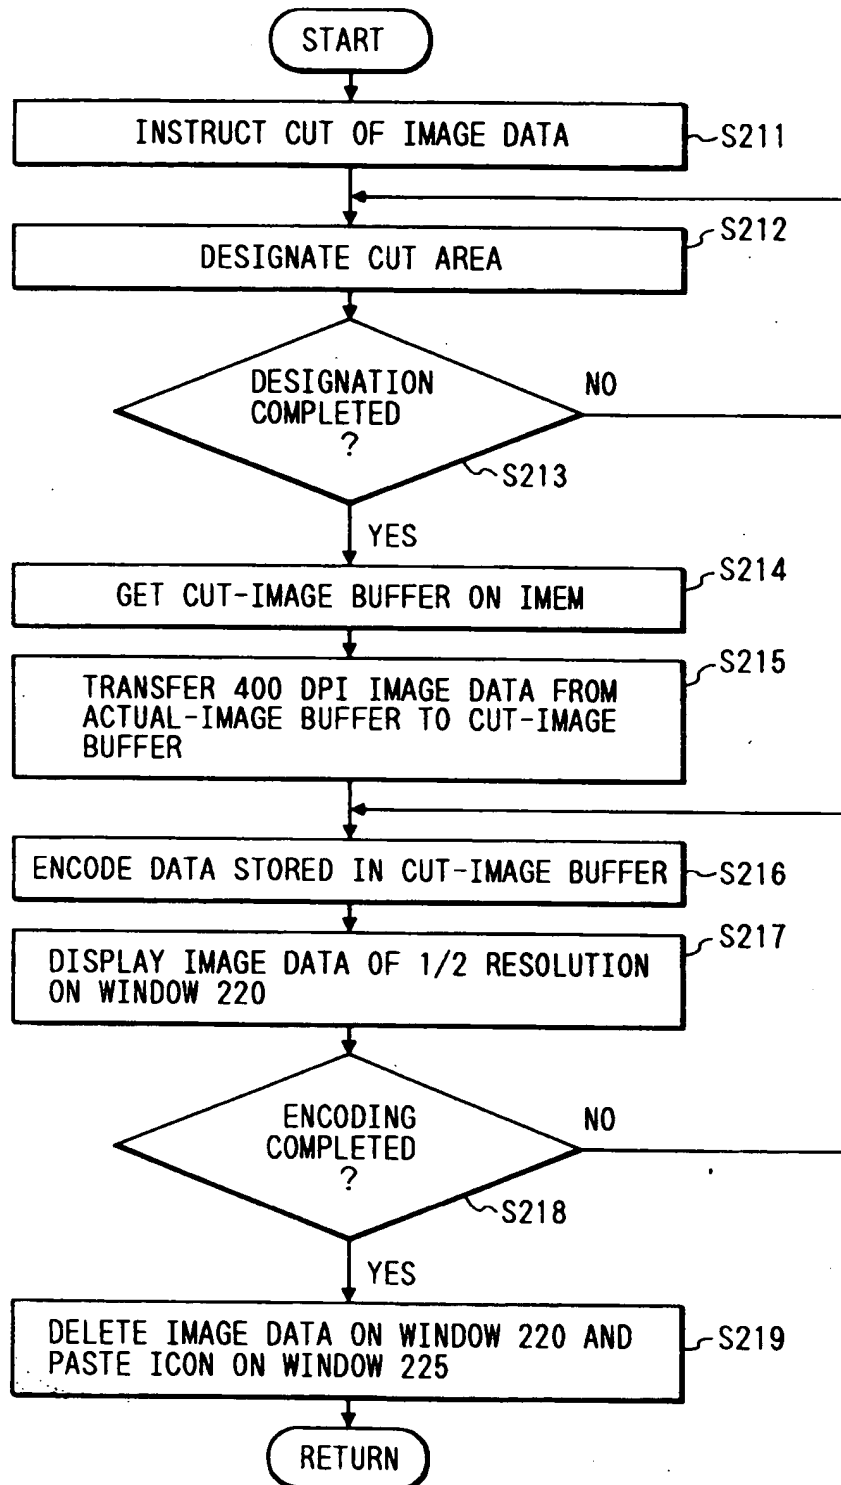 START
INSTRUCT CUT OF IMAGE DATA
S211
S212
DESIGNATE CUT AREA
DESIGNATION
COMPLETED
?
NO
S213
YES
S214
GET CUT-IMAGE BUFFER ON IMEM
S215
TRANSFER 400 DPI IMAGE DATA FROM
ACTUAL-IMAGE BUFFER TO CUT-IMAGE
BUFFER
ENCODE DATA STORED IN CUT-IMAGE BUFFER
S216
S217
DISPLAY IMAGE DATA OF 1/2 RESOLUTION
ON WINDOW 220
ENCODING
COMPLETED
?
NO
S218
YES
DELETE IMAGE DATA ON WINDOW 220 AND
PASTE ICON ON WINDOW 225
S219
RETURN